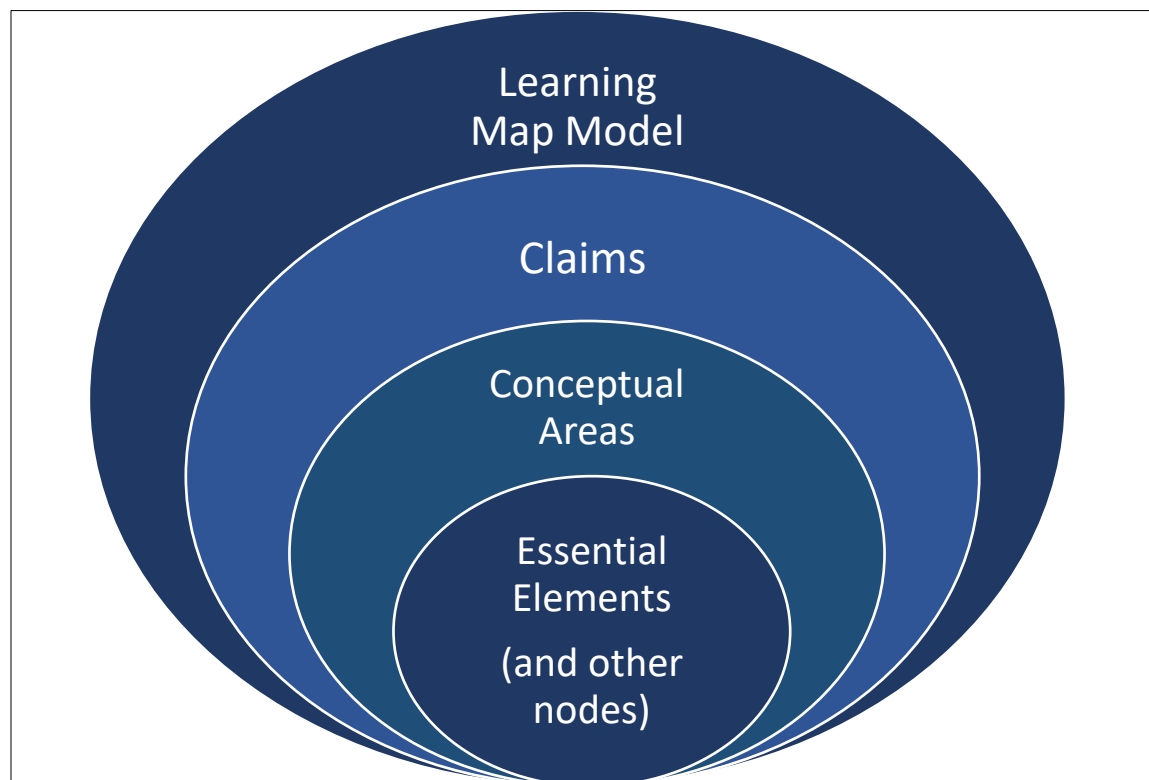 Learning
Map Model
Claims
Conceptual
Areas
Essential
Elements
(and other
nodes)